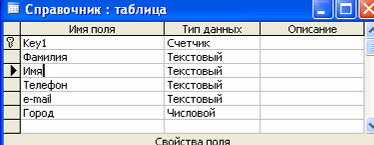 Справочник : таблица
Имя поля Тип данных Описание
Key1 Счетчик
Фамилия Текстовый
Имя Текстовый
Телефон Текстовый
e-mail Текстовый
Город Числовой
Свойства поля